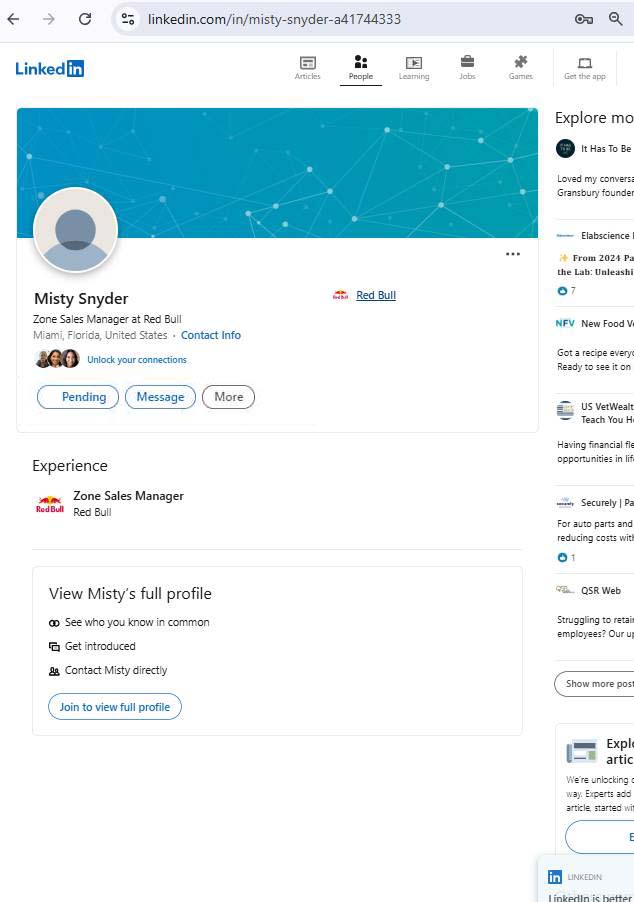 linkedin.com/in/misty-snyder-a41744333
Linked in
Articles
People
Learning
Jobs
Games
Get the app
Misty Snyder
Zone Sales Manager at Red Bull
Miami, Florida, United States · Contact Info
Unlock your connections
Pending
Message
More
Red Bull
Experience
Zone Sales Manager
Red Bull
View Misty's full profile
See who you know in common
Get introduced
Contact Misty directly
Join to view full profile
Explore mo
It Has To Be
Loved my conversa
Gransbury founder
Elabscience
✨ From 2024 Pa
the Lab: Unleashi
7
NFV
New Food Ve
Got a recipe everyo
Ready to see it on
US VetWealt
Teach You H
Having financial fle
opportunities in life
Securely | Pa
For auto parts and
reducing costs with
1
QSR Web
Struggling to retai
employees? Our up
Show more post
Explo
artic
We're unlocking c
way. Experts add
article, started wit
E
LINKEDIN
LinkedIn is better